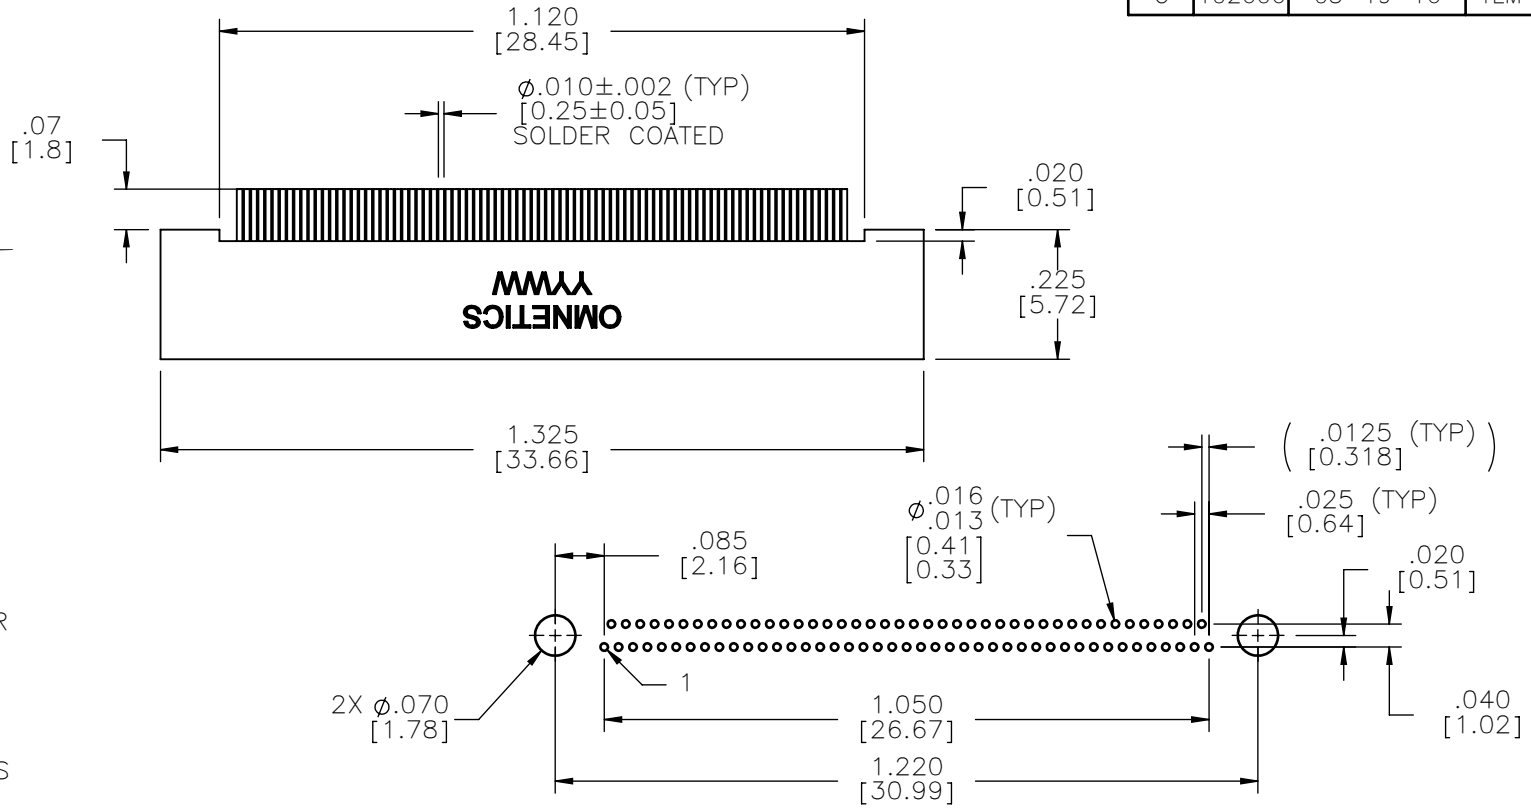 1.120
[28.45]
⌀.010±.002 (TYP)
[0.25±0.05]
SOLDER COATED
.07
[1.8]
.020
[0.51]
OMNETICS
YYWW
.225
[5.72]
1.325
[33.66]
( .0125 (TYP) )
[0.318]
⌀.016 (TYP)
.013
[0.41]
[0.33]
.025 (TYP)
[0.64]
.085
[2.16]
.020
[0.51]
R
1
2X ⌀.070
[1.78]
1.050
[26.67]
.040
[1.02]
1.220
[30.99]
S